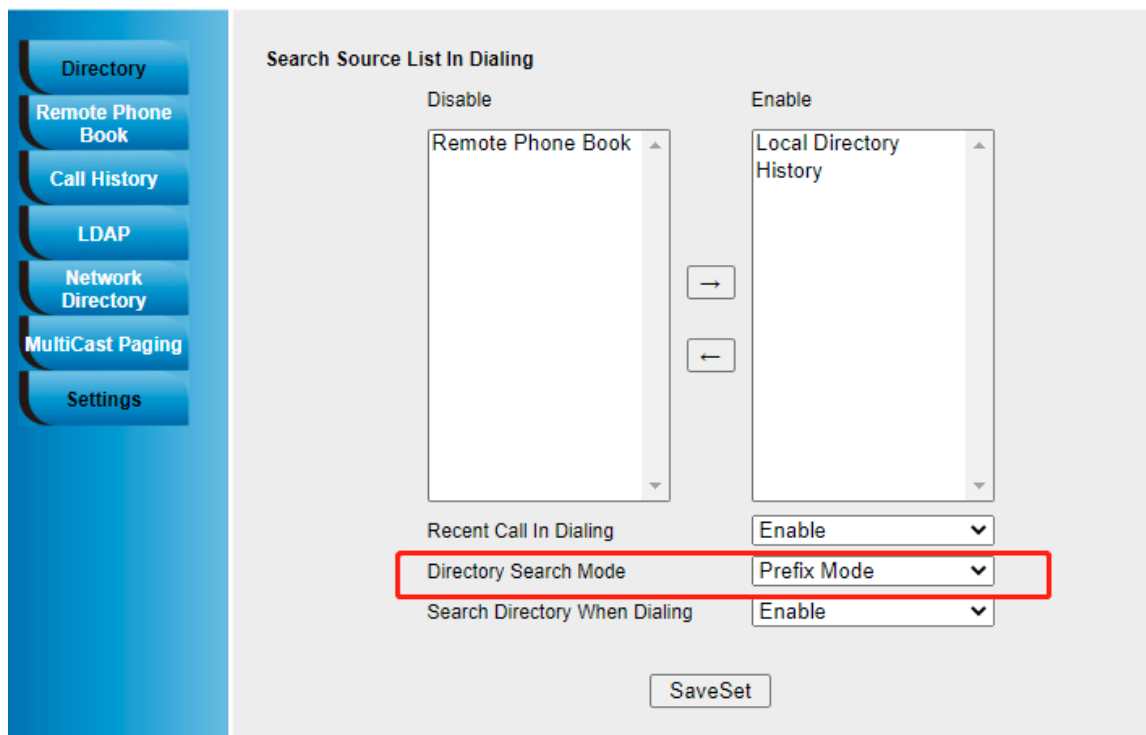 Directory
Remote Phone
Book
Call History
LDAP
Network
Directory
MultiCast Paging
Settings
Search Source List In Dialing
Disable
Enable
Remote Phone Book
Local Directory
History
→
←
Recent Call In Dialing
Enable
Directory Search Mode
Prefix Mode
Search Directory When Dialing
Enable
SaveSet